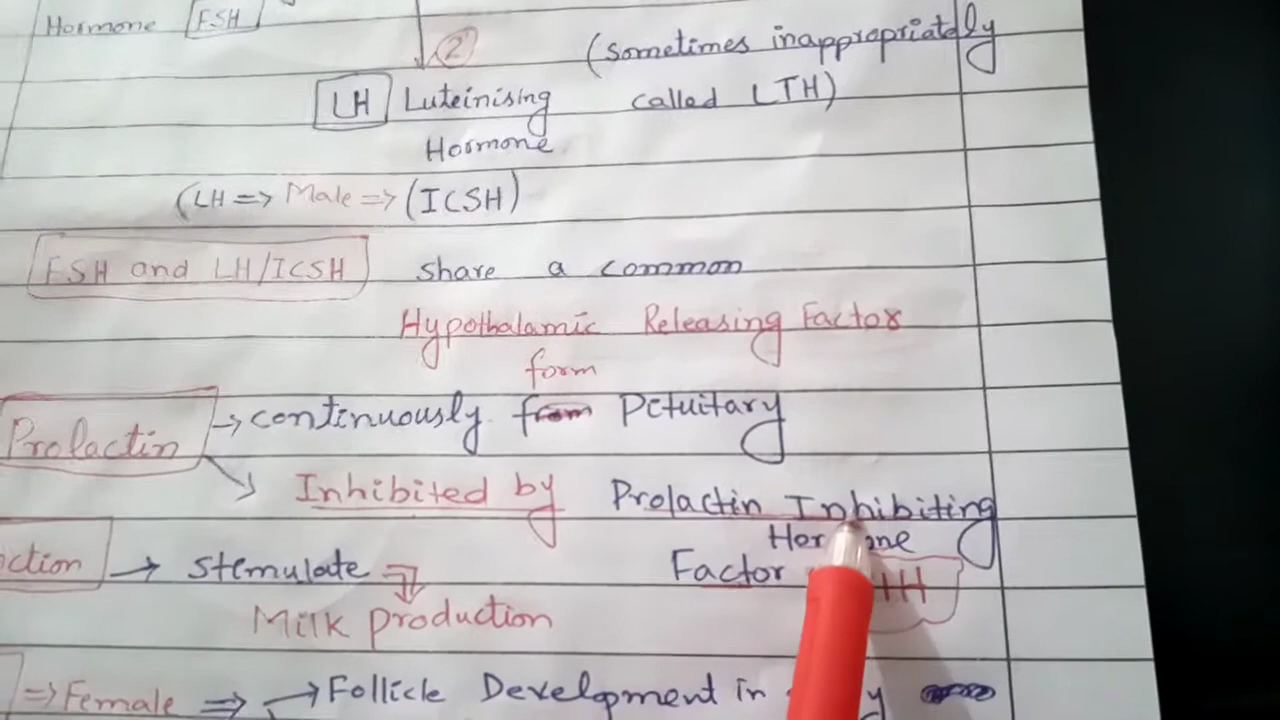 Hormone FSH
(sometimes inappropriately
2
LH Luteinising called LTH)
Hormone
(LH => Male => (ICSH)
FSH and LH/ICSH share a common
Hypothalamic Releasing Factor
form
Prolactin → continuously from Pituitary
Inhibited by Prolactin Inhibiting
Factor
→ stimulate
Milk production
=> Female => → Follicle Development in